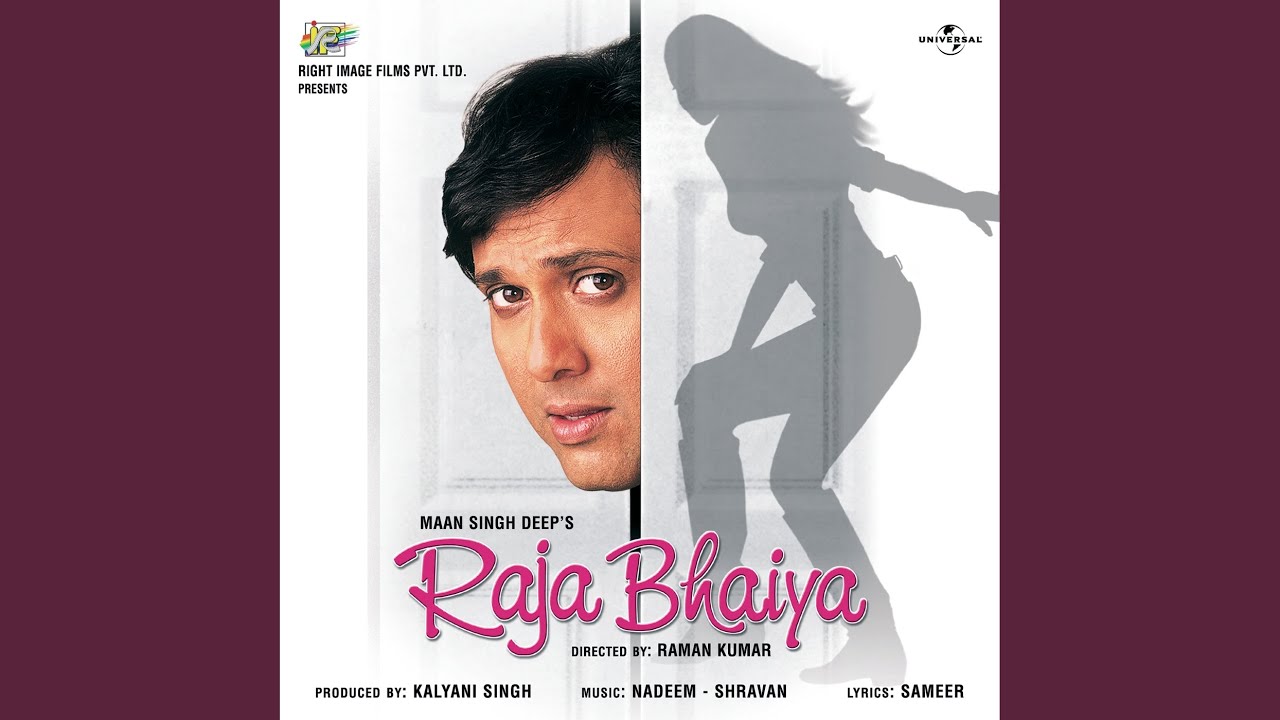 RIGHT IMAGE FILMS PVT. LTD.
PRESENTS
UNIVERSAL
MAAN SINGH DEEP'S
Raja Bhaiya
DIRECTED BY: RAMAN KUMAR
PRODUCED BY: KALYANI SINGH MUSIC: NADEEM - SHRAVAN LYRICS: SAMEER